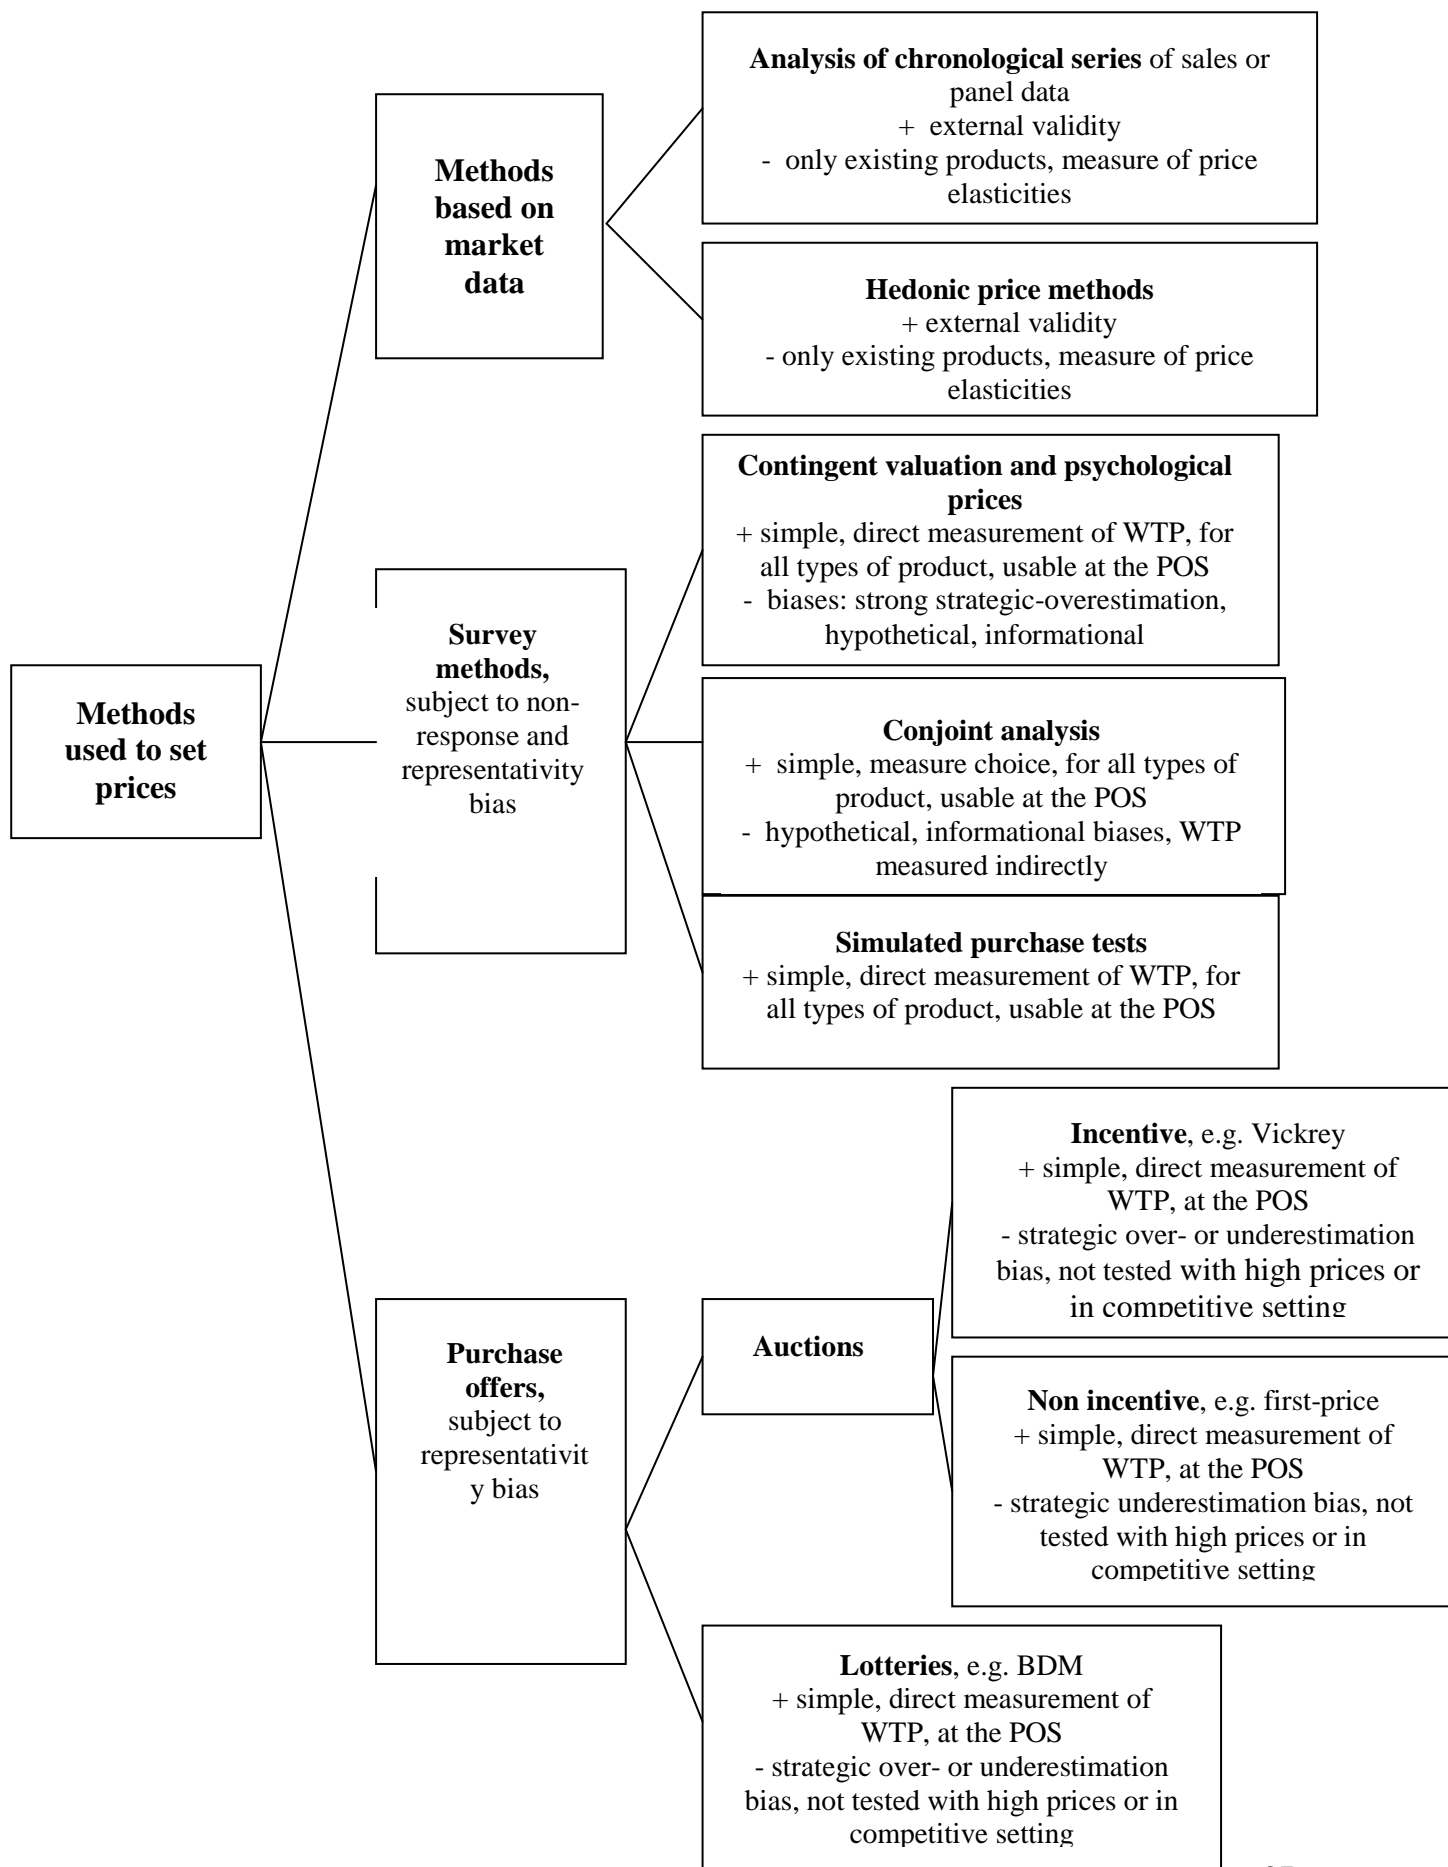 Methods
used to set
prices
Methods
based on
market
data
Analysis of chronological series of sales or
panel data
+ external validity
- only existing products, measure of price
elasticities
Hedonic price methods
+ external validity
- only existing products, measure of price
elasticities
Survey
methods,
subject to non-
response and
representativity
bias
Contingent valuation and psychological
prices
+ simple, direct measurement of WTP, for
all types of product, usable at the POS
- biases: strong strategic-overestimation,
hypothetical, informational
Conjoint analysis
+ simple, measure choice, for all types of
product, usable at the POS
- hypothetical, informational biases, WTP
measured indirectly
Simulated purchase tests
+ simple, direct measurement of WTP, for
all types of product, usable at the POS
Purchase
offers,
subject to
representativit
y bias
Auctions
Incentive, e.g. Vickrey
+ simple, direct measurement of
WTP, at the POS
- strategic over- or underestimation
bias, not tested with high prices or
in competitive setting
Non incentive, e.g. first-price
+ simple, direct measurement of
WTP, at the POS
- strategic underestimation bias, not
tested with high prices or in
competitive setting
Lotteries, e.g. BDM
+ simple, direct measurement of
WTP, at the POS
- strategic over- or underestimation
bias, not tested with high prices or in
competitive setting